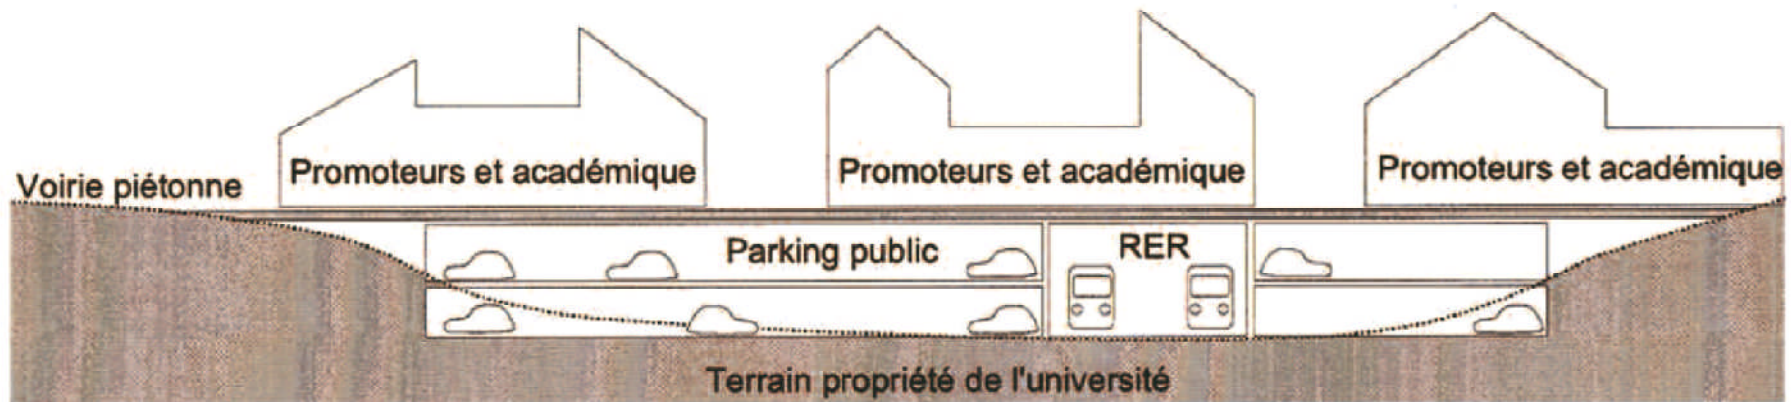 Promoteurs et académique
Promoteurs et académique
Promoteurs et académique
Voirie piétonne
Parking public
RER
Terrain propriété de l'université